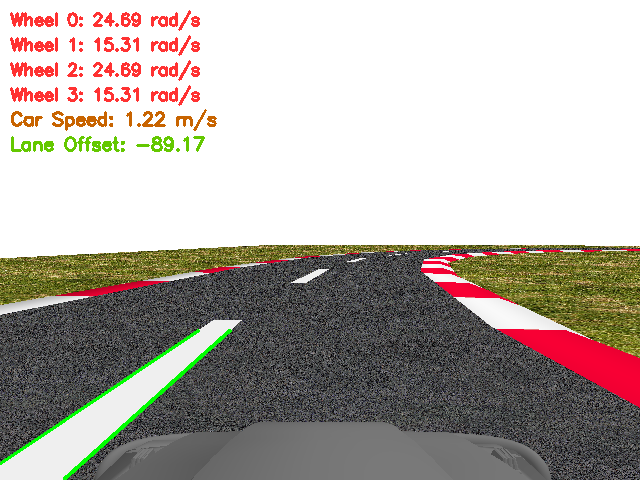 Wheel 0: 24.69 rad/s
Wheel 1: 15.31 rad/s
Wheel 2: 24.69 rad/s
Wheel 3: 15.31 rad/s
Car Speed: 1.22 m/s
Lane Offset: -89.17